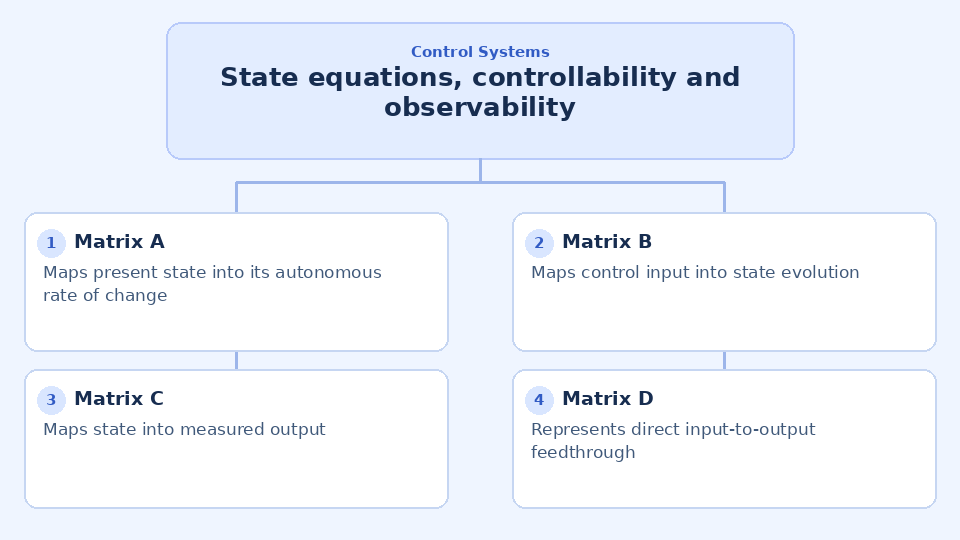 Control Systems
State equations, controllability and
observability
1 Matrix A
Maps present state into its autonomous
rate of change
2 Matrix B
Maps control input into state evolution
3 Matrix C
Maps state into measured output
4 Matrix D
Represents direct input-to-output
feedthrough